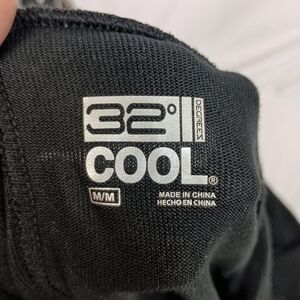 32° DEGREES
COOL®
M/M
MADE IN CHINA
HECHO EN CHINA